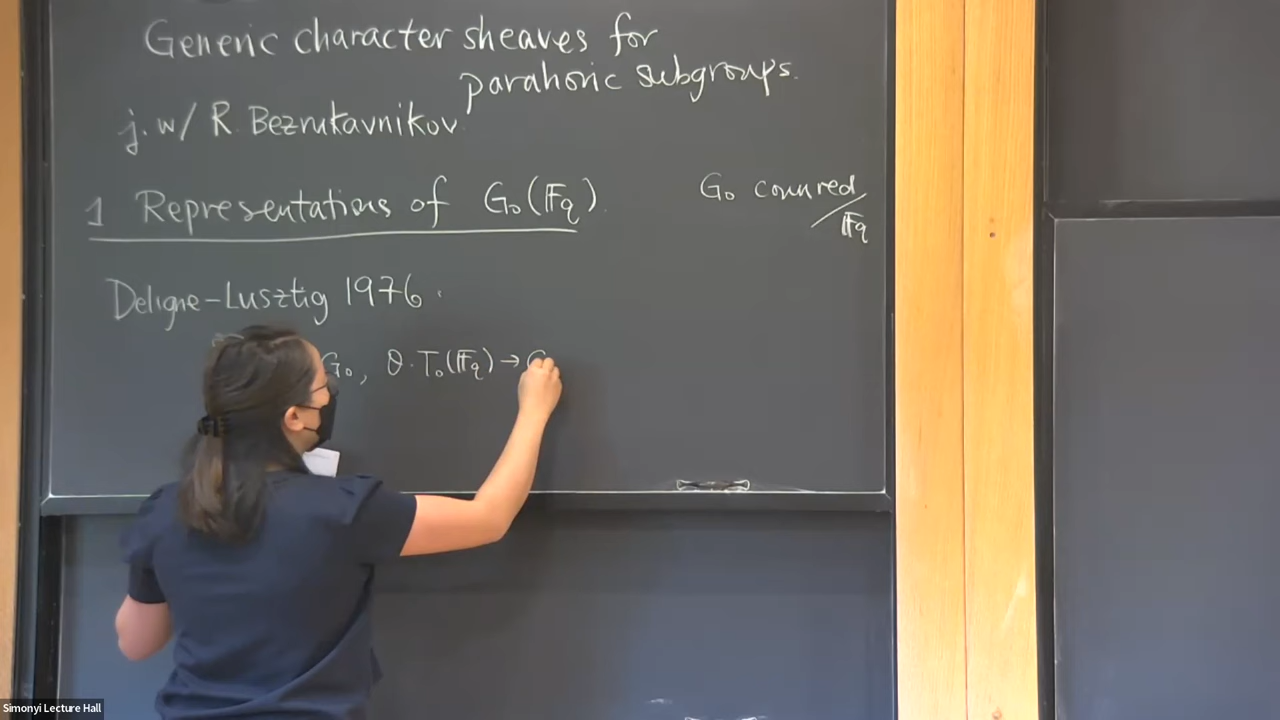 Generic character sheaves for
parahoric subgroups.
j. w/ R. Bezrukavnikov
1 Representations of G₀(𝔽q).
G₀ conn red / 𝔽q
Deligne-Lusztig 1976.
G₀, θ: T₀(𝔽q) →
Simonyi Lecture Hall